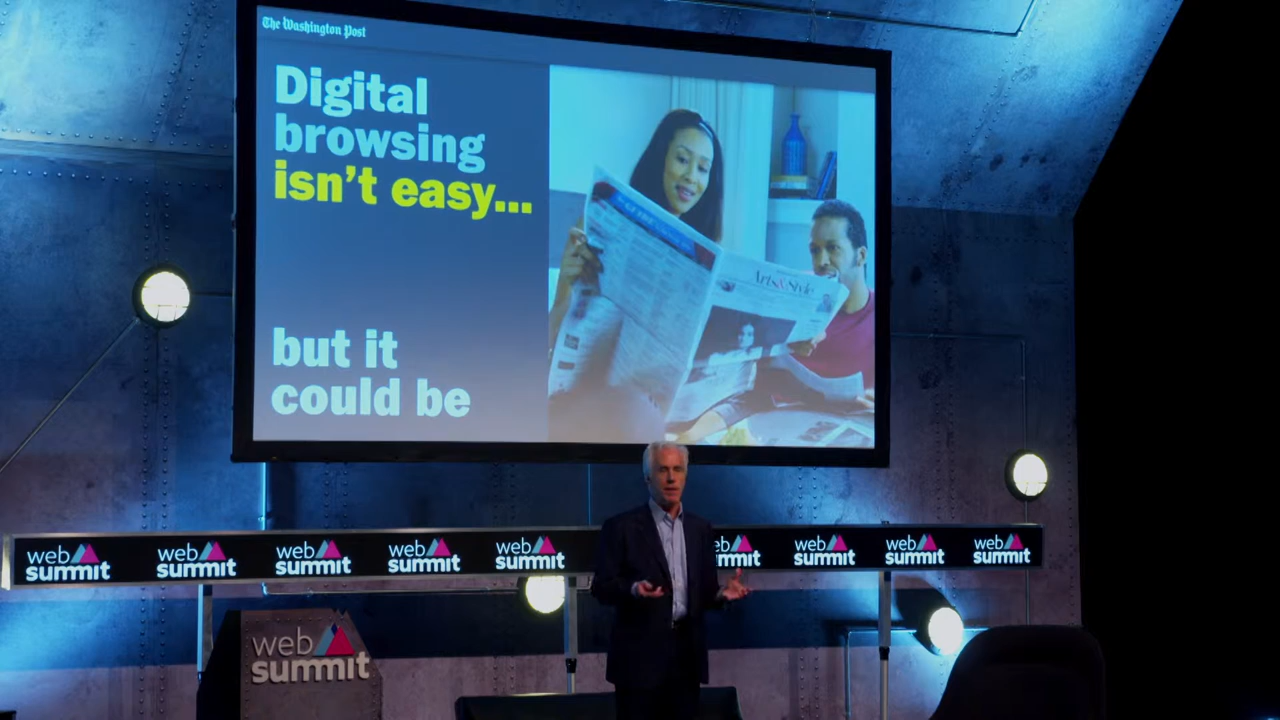 The Washington Post
Digital
browsing
isn't easy...
but it
could be
Arts&Style
web
summit
web
summit
web
summit
web
summit
web
summit
web
summit
web
summit
web
summit
web
summit
web
summit